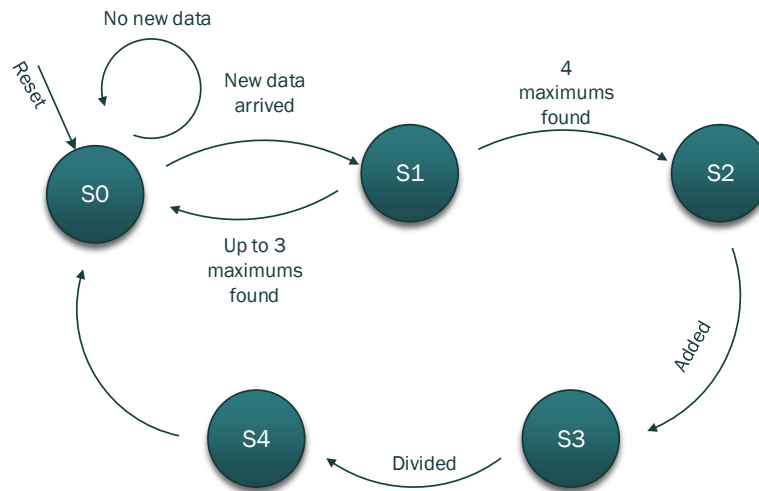 No new data
Reset
New data
arrived
4
maximums
found
S0
S1
S2
Up to 3
maximums
found
Added
S4
Divided
S3